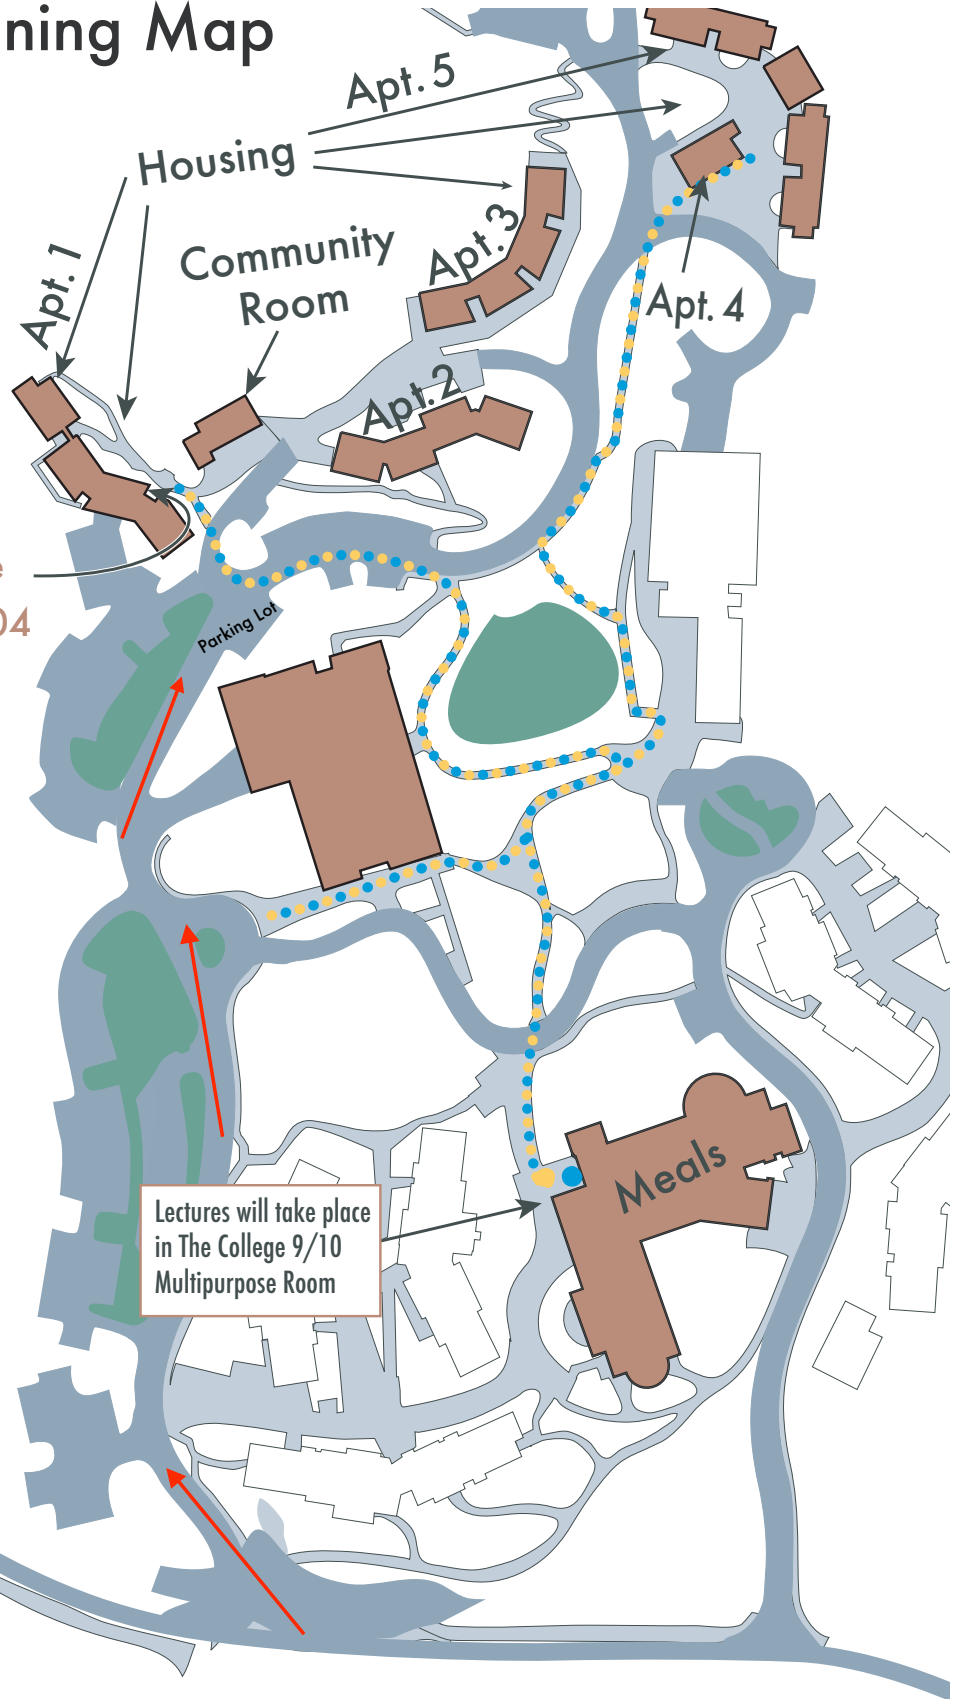 ning Map
Apt. 5
Housing
Apt. 1
Community
Room
Apt. 3
Apt. 4
Apt. 2
e
04
Parking Lot
Meals
Lectures will take place
in The College 9/10
Multipurpose Room